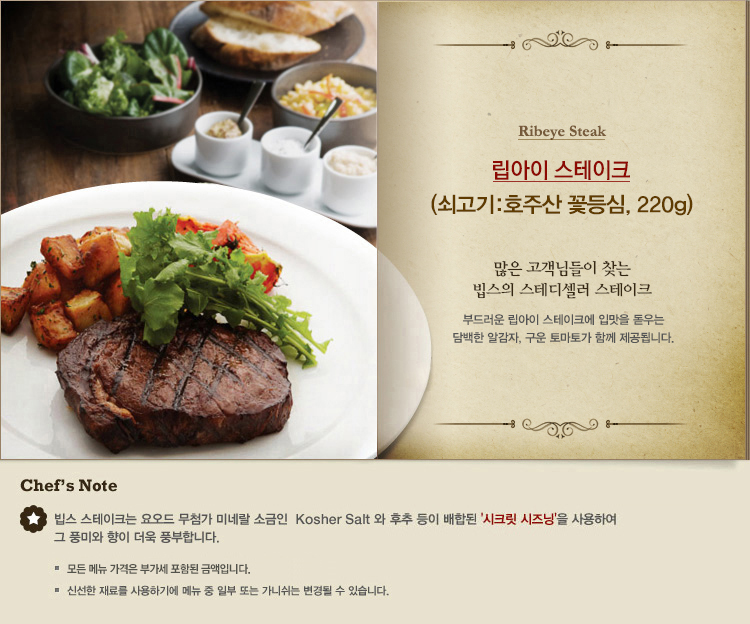 Ribeye Steak
립아이 스테이크
(쇠고기:호주산 꽃등심, 220g)
많은 고객님들이 찾는
빕스의 스테디셀러 스테이크
부드러운 립아이 스테이크에 입맛을 돋우는
담백한 알감자, 구운 토마토가 함께 제공됩니다.
Chef's Note
빕스 스테이크는 요오드 무첨가 미네랄 소금인 Kosher Salt 와 후추 등이 배합된 '시크릿 시즈닝'을 사용하여
그 풍미와 향이 더욱 풍부합니다.
모든 메뉴 가격은 부가세 포함된 금액입니다.
신선한 재료를 사용하기에 메뉴 중 일부 또는 가니쉬는 변경될 수 있습니다.